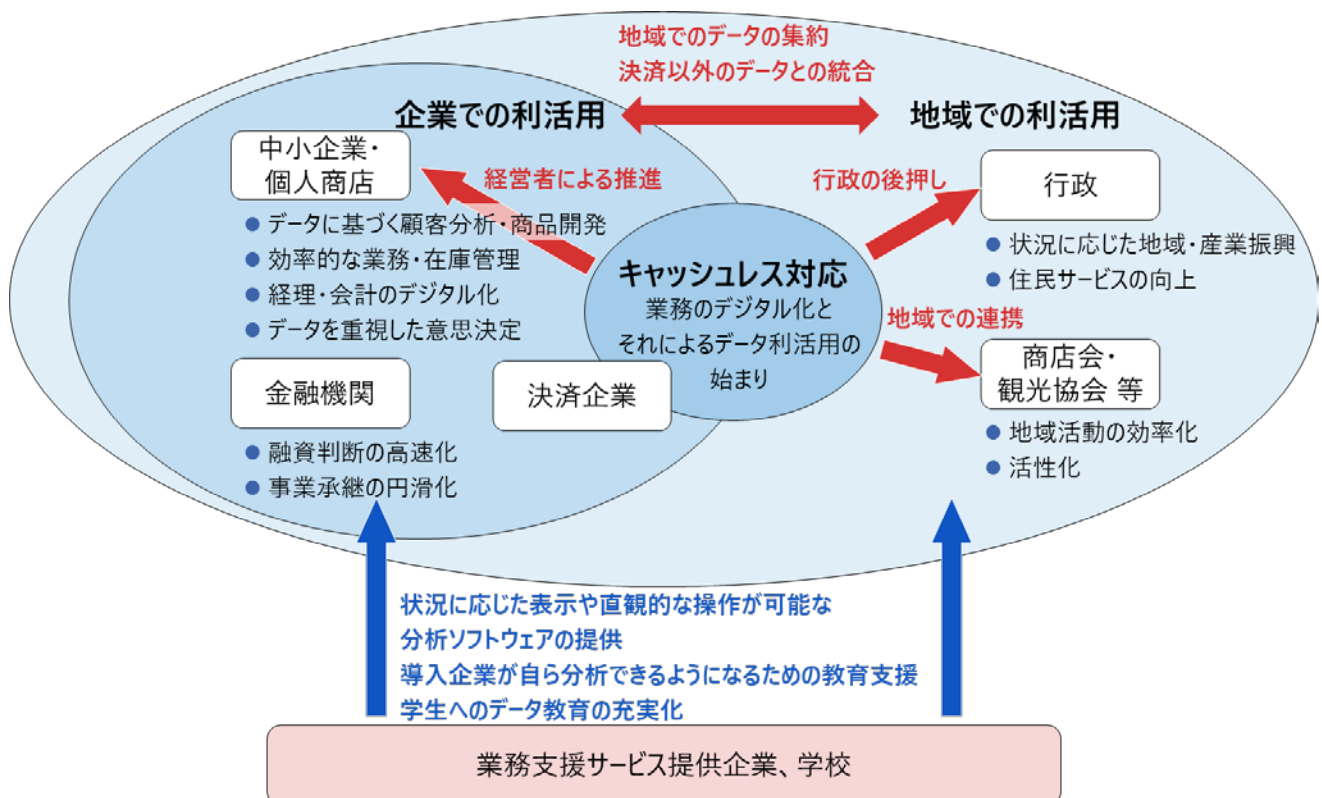 地域でのデータの集約
決済以外のデータとの統合
企業での利活用
地域での利活用
中小企業・
個人商店
経営者による推進
行政の後押し
行政
● データに基づく顧客分析・商品開発
● 効率的な業務・在庫管理
● 経理・会計のデジタル化
● データを重視した意思決定
キャッシュレス対応
業務のデジタル化と
それによるデータ利活用の
始まり
● 状況に応じた地域・産業振興
● 住民サービスの向上
地域での連携
金融機関
決済企業
商店会・
観光協会 等
● 融資判断の高速化
● 事業承継の円滑化
● 地域活動の効率化
● 活性化
状況に応じた表示や直観的な操作が可能な
分析ソフトウェアの提供
導入企業が自ら分析できるようになるための教育支援
学生へのデータ教育の充実化
業務支援サービス提供企業、学校